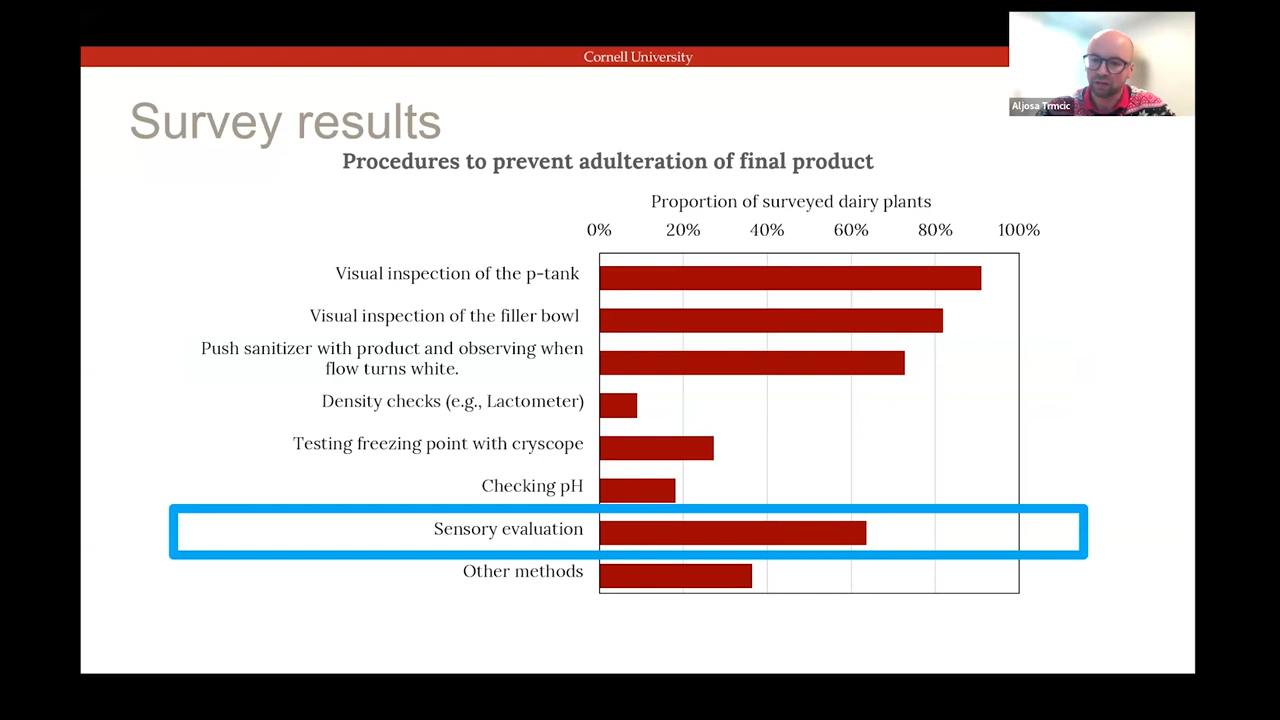 Cornell University
Aljosa Trmcic
Survey results
Procedures to prevent adulteration of final product
Proportion of surveyed dairy plants
0% 20% 40% 60% 80% 100%
Visual inspection of the p-tank
Visual inspection of the filler bowl
Push sanitizer with product and observing when
flow turns white.
Density checks (e.g., Lactometer)
Testing freezing point with cryscope
Checking pH
Sensory evaluation
Other methods